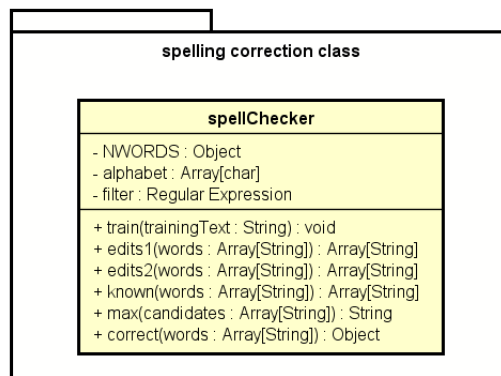 spelling correction class
spellChecker
- NWORDS : Object
- alphabet : Array[char]
- filter : Regular Expression
+ train(trainingText : String) : void
+ edits1(words : Array[String]) : Array[String]
+ edits2(words : Array[String]) : Array[String]
+ known(words : Array[String]) : Array[String]
+ max(candidates : Array[String]) : String
+ correct(words : Array[String]) : Object